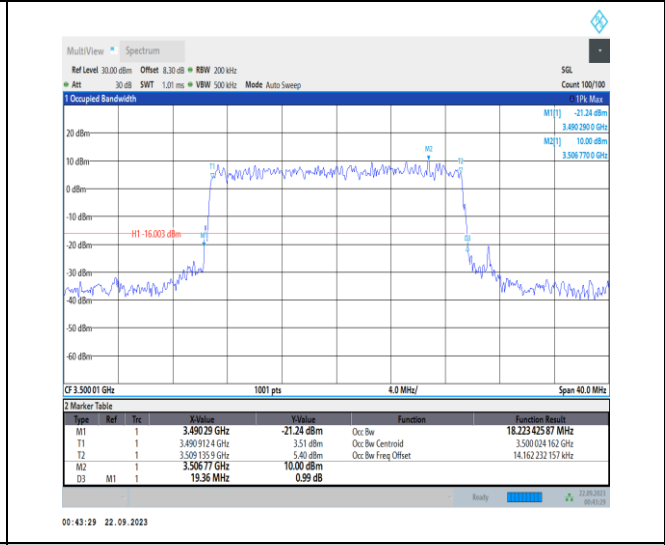 MultiView Spectrum
Ref Level 30.00 dBm Offset 8.30 dB RBW 200 kHz SGL
Att 30 dB SWT 1.01 ms VBW 500 kHz Mode Auto Sweep Count 100/100
1 Occupied Bandwidth 1Pk Max
M1[1] -21.24 dBm
3.490 290 0 GHz
M2[1] 10.00 dBm
3.506 770 0 GHz
20 dBm
10 dBm
0 dBm
-10 dBm
-20 dBm
-30 dBm
-40 dBm
-50 dBm
-60 dBm
T1
M2
T2
H1 -16.003 dBm
M1
D3
CF 3.500 01 GHz 1001 pts 4.0 MHz/ Span 40.0 MHz
2 Marker Table
Type Ref Trc X-Value Y-Value Function Function Result
M1 1 3.490 29 GHz -21.24 dBm Occ Bw 18.223 425 87 MHz
T1 1 3.490 912 4 GHz 3.51 dBm Occ Bw Centroid 3.500 024 162 GHz
T2 1 3.509 135 9 GHz 5.40 dBm Occ Bw Freq Offset 14.162 232 157 kHz
M2 1 3.506 77 GHz 10.00 dBm
D3 M1 1 19.36 MHz 0.99 dB
Ready 22.09.2023
00:43:29
00:43:29 22.09.2023